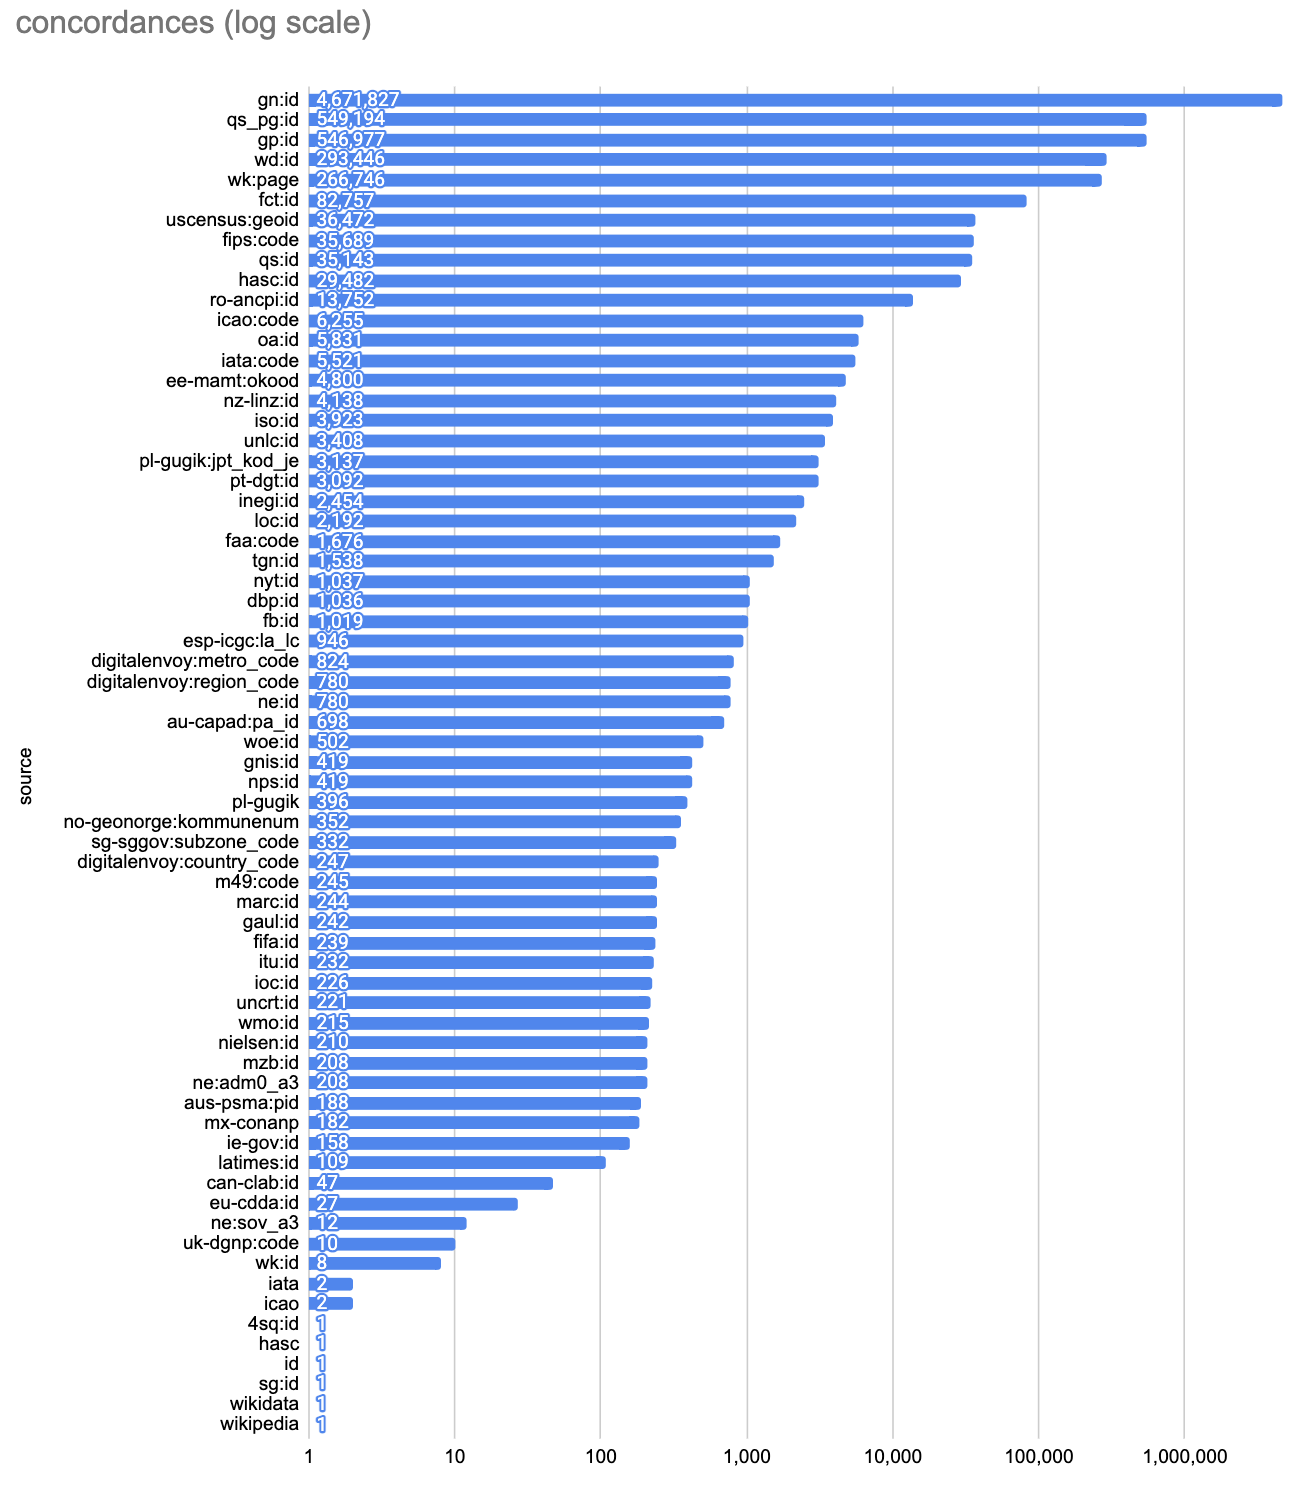 concordances (log scale)
gn:id 4,671,827
qs_pg:id 549,194
gp:id 546,977
wd:id 293,446
wk:page 266,746
fct:id 82,757
uscensus:geoid 36,472
fips:code 35,689
qs:id 35,143
hasc:id 29,482
ro-ancpi:id 13,752
icao:code 6,255
oa:id 5,831
iata:code 5,521
ee-mamt:okood 4,800
nz-linz:id 4,138
iso:id 3,923
unlc:id 3,408
pl-gugik:jpt_kod_je 3,137
pt-dgt:id 3,092
inegi:id 2,454
loc:id 2,192
faa:code 1,676
tgn:id 1,538
nyt:id 1,037
dbp:id 1,036
fb:id 1,019
esp-icgc:la_lc 946
digitalenvoy:metro_code 824
digitalenvoy:region_code 780
ne:id 780
au-capad:pa_id 698
woe:id 502
gnis:id 419
nps:id 419
pl-gugik 396
no-geonorge:kommunenum 352
sg-sggov:subzone_code 332
digitalenvoy:country_code 247
m49:code 245
marc:id 244
gaul:id 242
fifa:id 239
itu:id 232
ioc:id 226
uncrt:id 221
wmo:id 215
nielsen:id 210
mzb:id 208
ne:adm0_a3 208
aus-psma:pid 188
mx-conanp 182
ie-gov:id 158
latimes:id 109
can-clab:id 47
eu-cdda:id 27
ne:sov_a3 12
uk-dgnp:code 10
wk:id 8
iata 2
icao 2
4sq:id 1
hasc 1
id 1
sg:id 1
wikidata 1
wikipedia 1
source
1 10 100 1,000 10,000 100,000 1,000,000